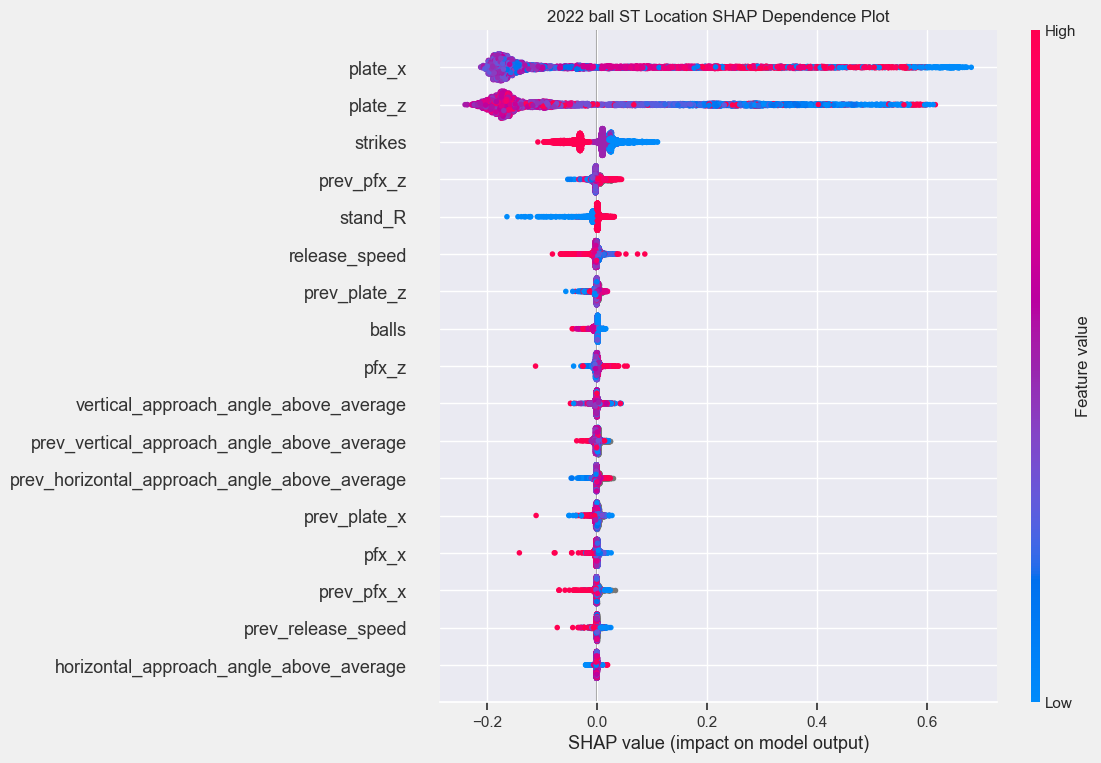 2022 ball ST Location SHAP Dependence Plot
High
plate_x
plate_z
strikes
prev_pfx_z
stand_R
release_speed
prev_plate_z
balls
pfx_z
vertical_approach_angle_above_average
prev_vertical_approach_angle_above_average
prev_horizontal_approach_angle_above_average
prev_plate_x
pfx_x
prev_pfx_x
prev_release_speed
horizontal_approach_angle_above_average
Feature value
Low
−0.2 0.0 0.2 0.4 0.6
SHAP value (impact on model output)